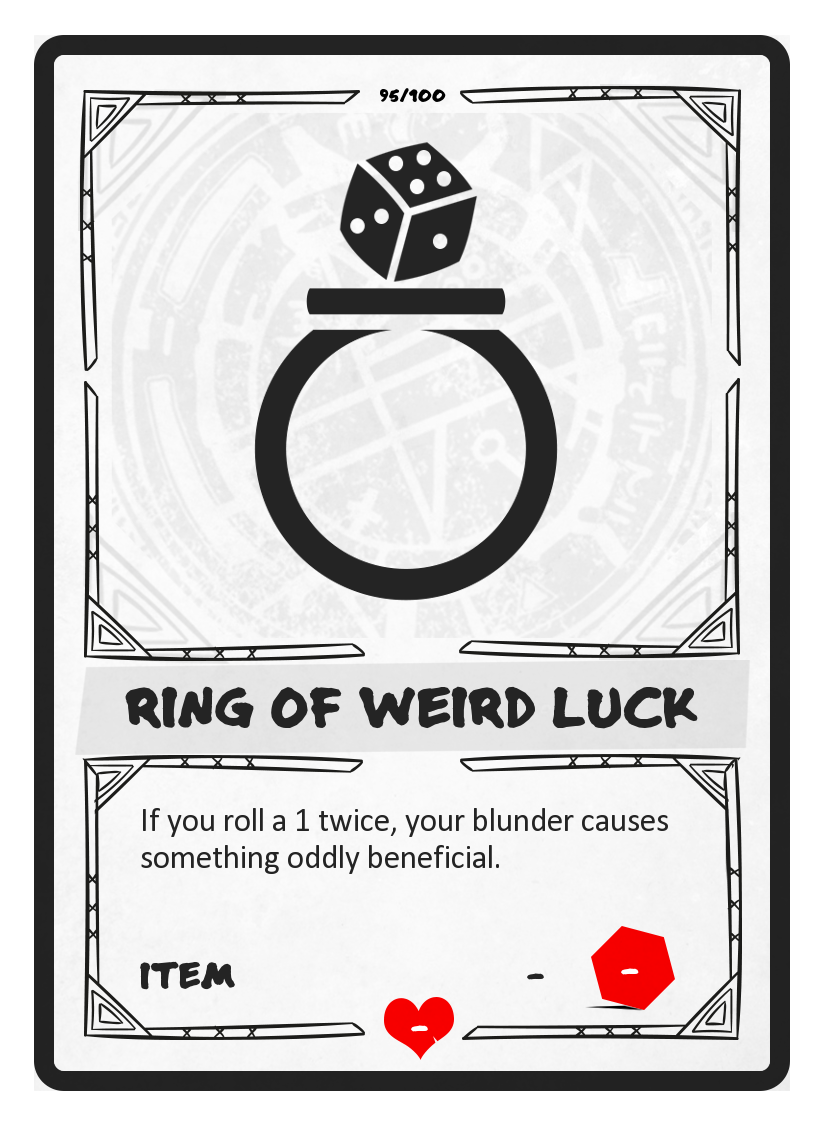 95/100
RING OF WEIRD LUCK
If you roll a 1 twice, your blunder causes
something oddly beneficial.
ITEM - -
-